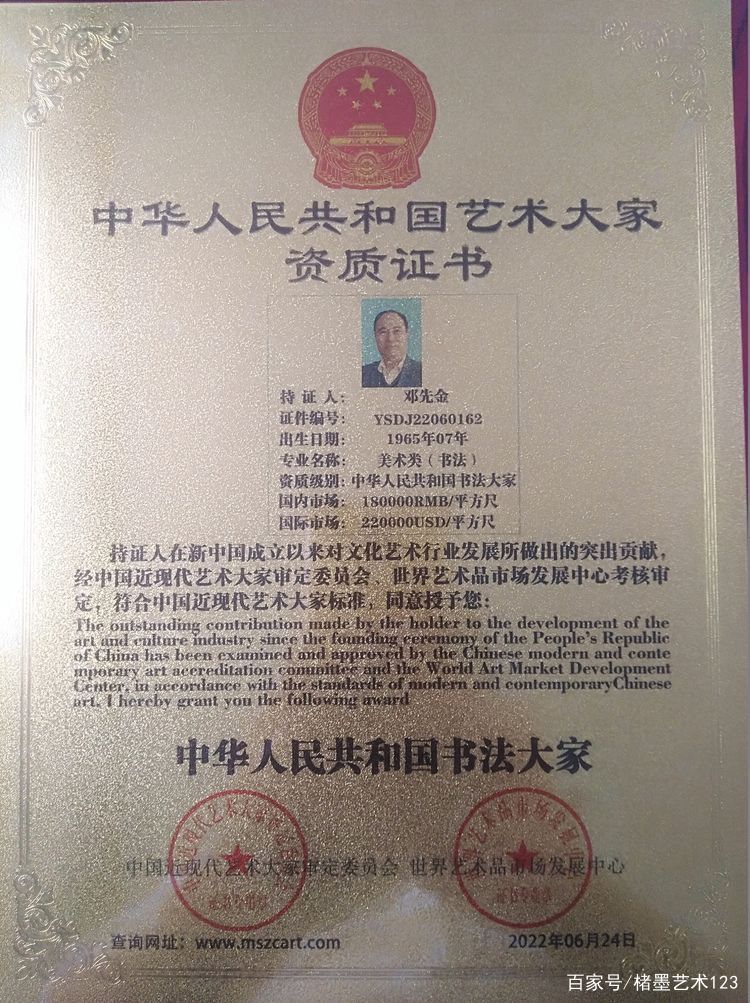 中华人民共和国艺术大家
资质证书
持 证 人： 邓先金
证件编号： YSDJ22060162
出生日期： 1965年07年
专业名称： 美术类（书法）
资质级别：中华人民共和国书法大家
国内市场： 180000RMB/平方尺
国际市场： 220000USD/平方尺
持证人在新中国成立以来对文化艺术行业发展所做出的突出贡献，
经中国近现代艺术大家审定委员会、世界艺术品市场发展中心考核审
定，符合中国近现代艺术大家标准，同意授予您：
The outstanding contribution made by the holder to the development of the
art and culture industry since the founding ceremony of the People's Republic
of China has been examined and approved by the Chinese modern and conte
mporary art accreditation committee and the World Art Market Development
Center, in accordance with the standards of modern and contemporaryChinese
art, I hereby grant you the following award
中华人民共和国书法大家
中国近现代艺术大家审定委员会 世界艺术品市场发展中心
证书专用章 证书专用章
查询网址：www.mszcart.com 2022年06月24日
百家号/楮墨艺术123